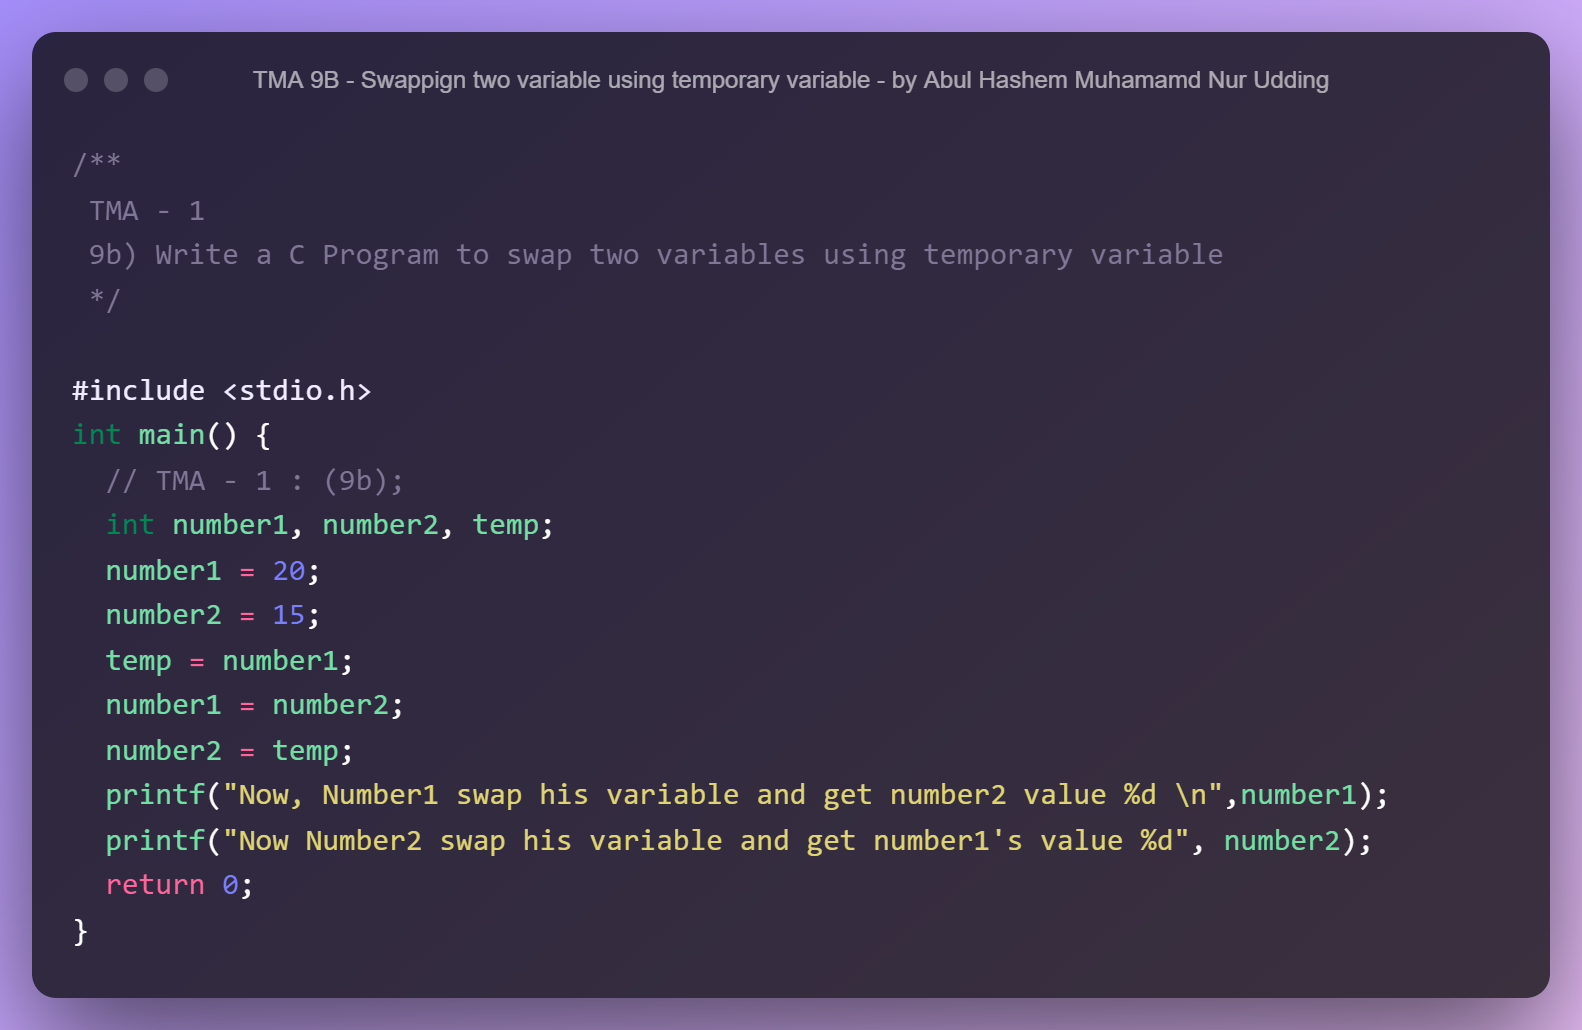 TMA 9B - Swappign two variable using temporary variable - by Abul Hashem Muhamamd Nur Udding
/**
 TMA - 1
 9b) Write a C Program to swap two variables using temporary variable
 */
#include <stdio.h>
int main() {
  // TMA - 1 : (9b);
  int number1, number2, temp;
  number1 = 20;
  number2 = 15;
  temp = number1;
  number1 = number2;
  number2 = temp;
  printf("Now, Number1 swap his variable and get number2 value %d \n",number1);
  printf("Now Number2 swap his variable and get number1's value %d", number2);
  return 0;
}